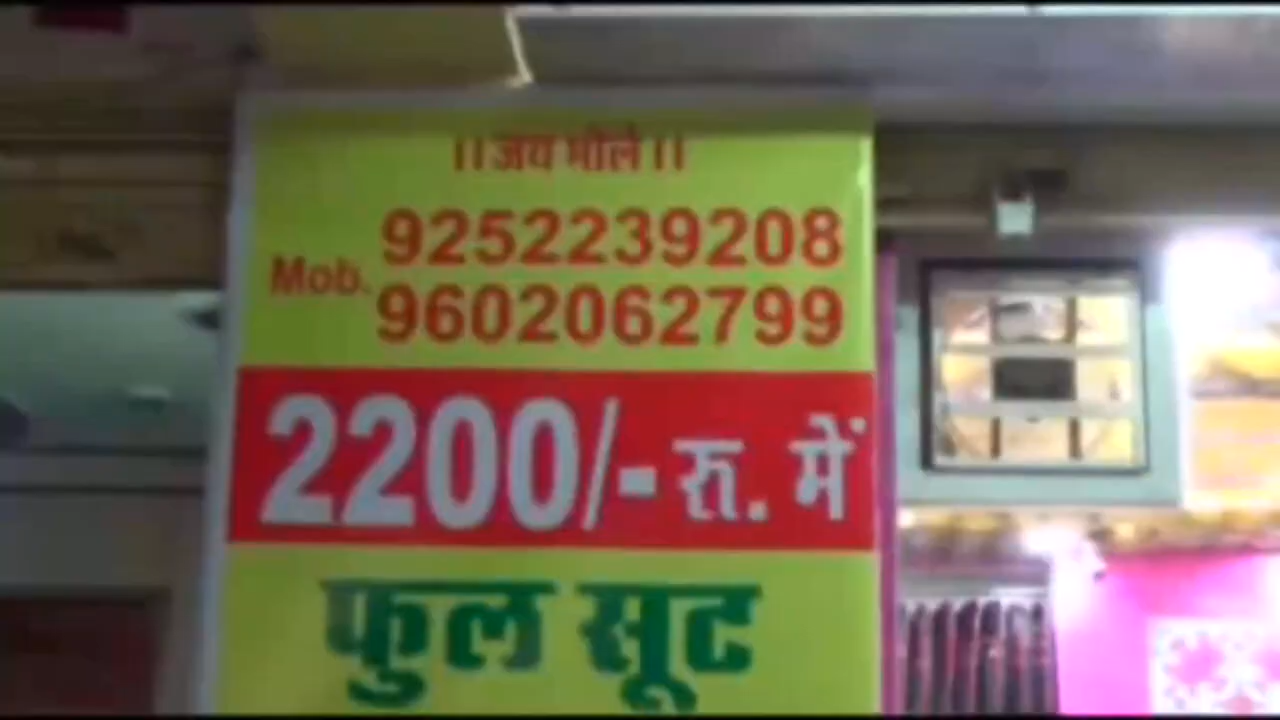 ।। जय भोले ।।
9252239208
Mob.
9602062799
2200/- रु. में
फुल सूट